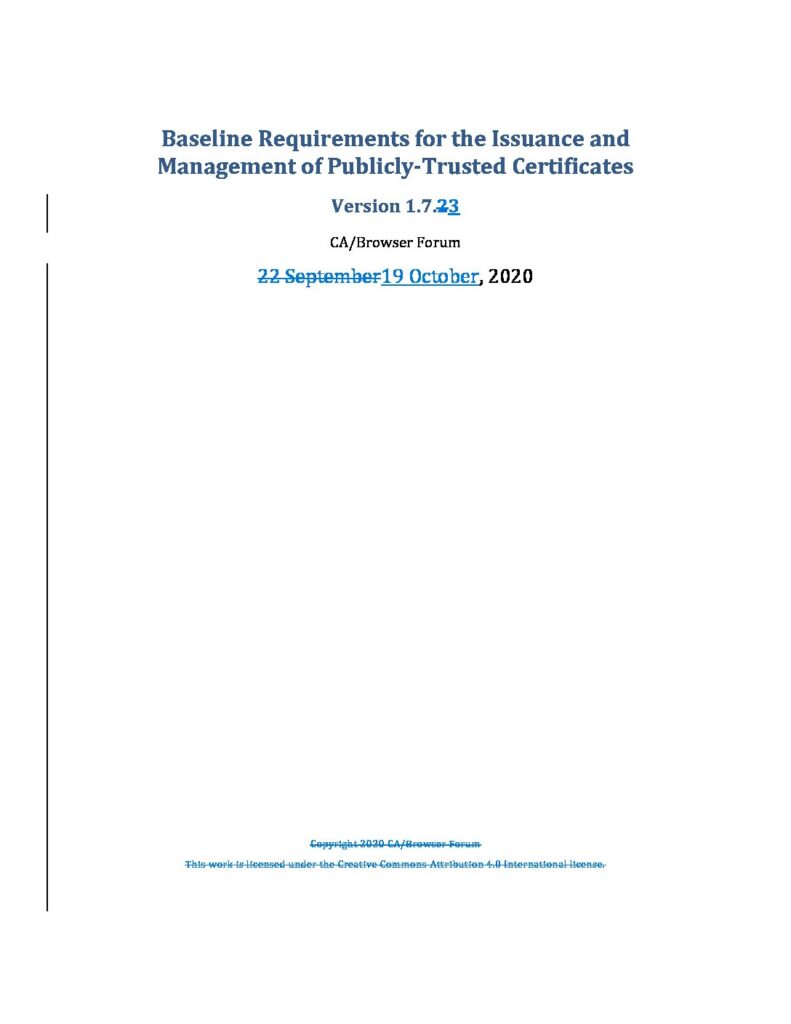 Baseline Requirements for the Issuance and
Management of Publicly-Trusted Certificates
Version 1.7.23
CA/Browser Forum
22 September19 October, 2020
Copyright 2020 CA/Browser Forum
This work is licensed under the Creative Commons Attribution 4.0 International license.